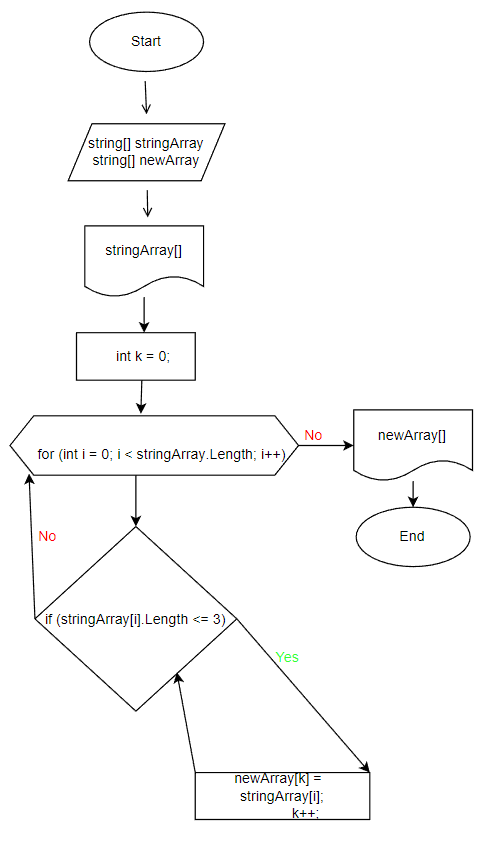 Start
string[] stringArray
string[] newArray
stringArray[]
int k = 0;
for (int i = 0; i < stringArray.Length; i++)
No
newArray[]
End
No
if (stringArray[i].Length <= 3)
Yes
newArray[k] =
stringArray[i];
k++;